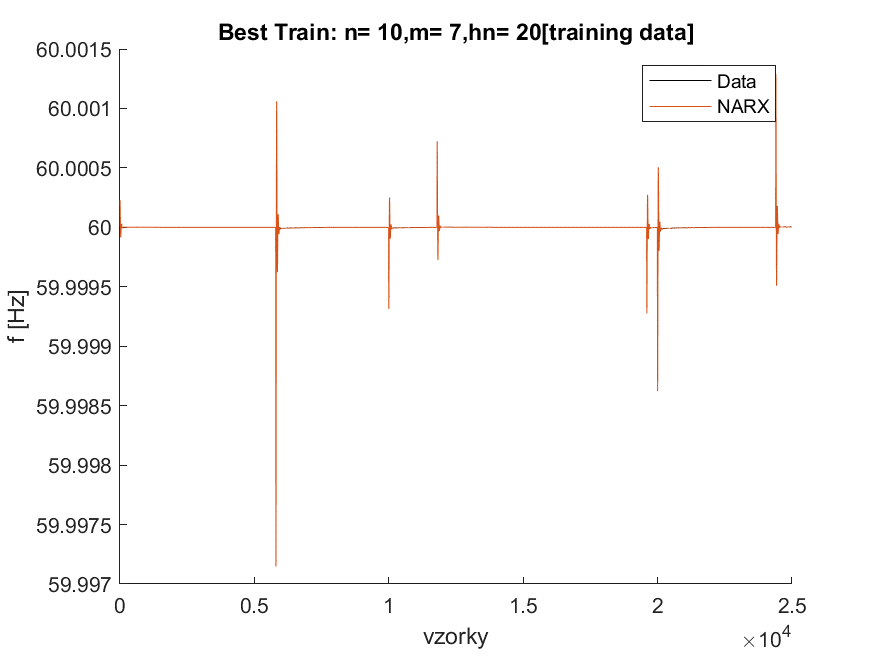 Best Train: n= 10,m= 7,hn= 20[training data]
60.0015
60.001
60.0005
60
59.9995
59.999
59.9985
59.998
59.9975
59.997
f [Hz]
Data
NARX
0 0.5 1 1.5 2 2.5
vzorky
×10⁴